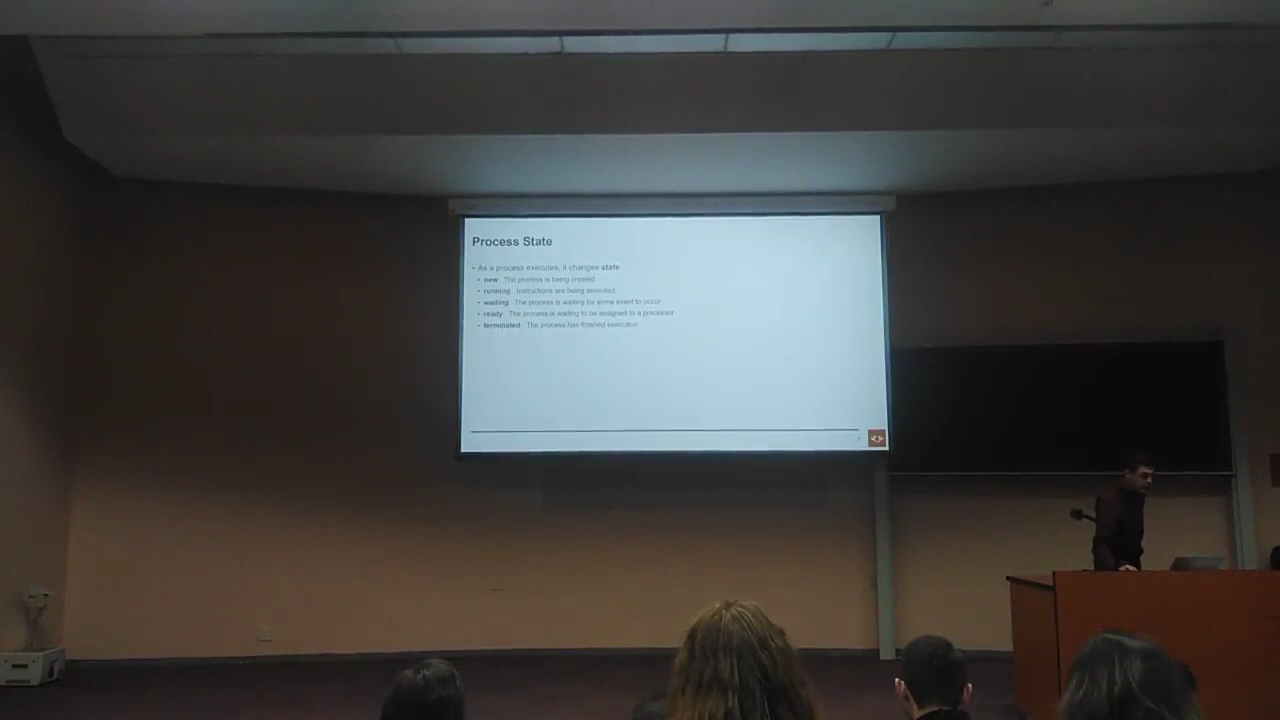 Process State
• As a process executes, it changes state
• new The process is being created
• running Instructions are being executed
• waiting The process is waiting for some event to occur
• ready The process is waiting to be assigned to a processor
• terminated The process has finished execution